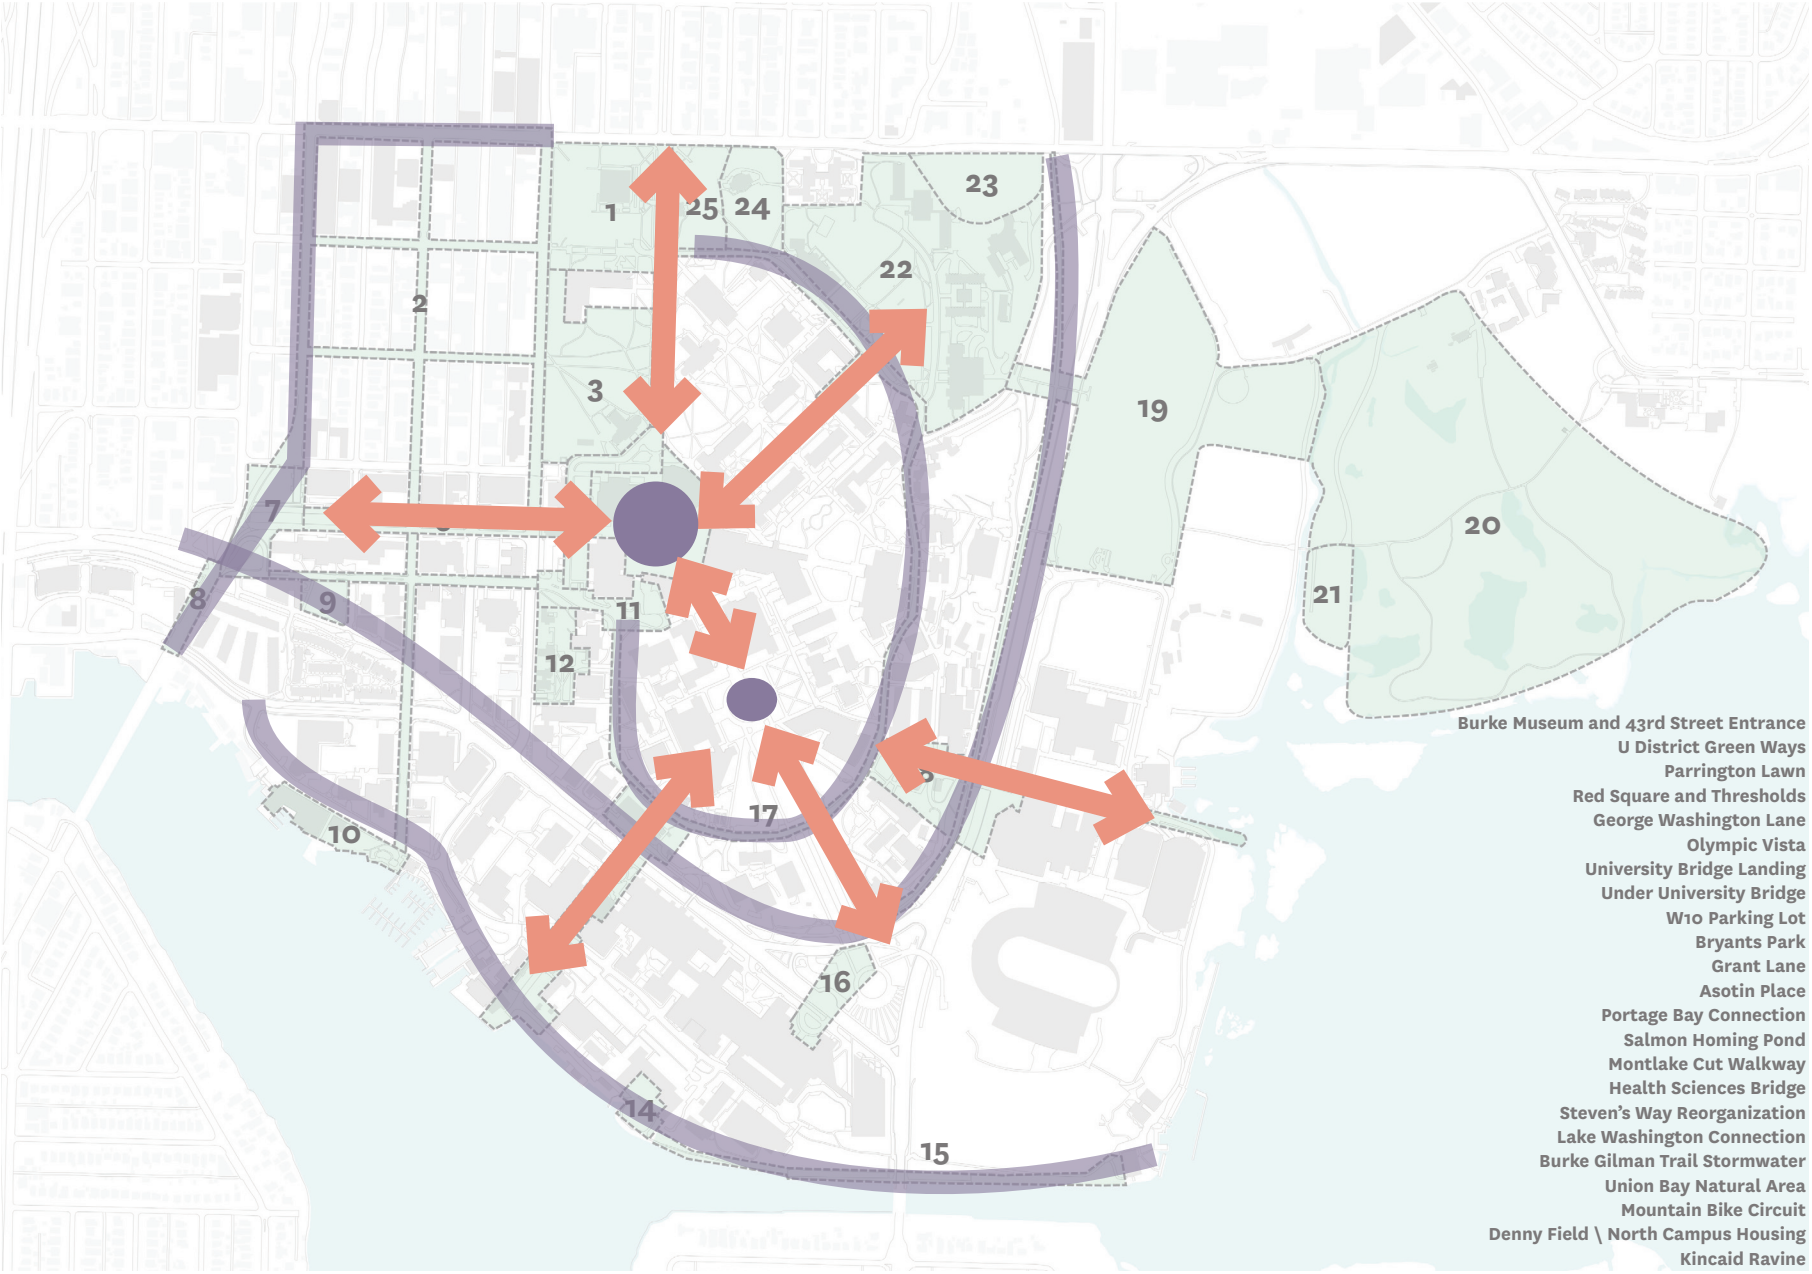 23
1
25
24
22
2
3
19
7
20
8
9
21
11
12
Burke Museum and 43rd Street Entrance
U District Green Ways
Parrington Lawn
Red Square and Thresholds
George Washington Lane
Olympic Vista
University Bridge Landing
Under University Bridge
W10 Parking Lot
Bryants Park
Grant Lane
Asotin Place
Portage Bay Connection
Salmon Homing Pond
Montlake Cut Walkway
Health Sciences Bridge
Steven's Way Reorganization
Lake Washington Connection
Burke Gilman Trail Stormwater
Union Bay Natural Area
Mountain Bike Circuit
Denny Field \ North Campus Housing
Kincaid Ravine
17
10
16
14
15